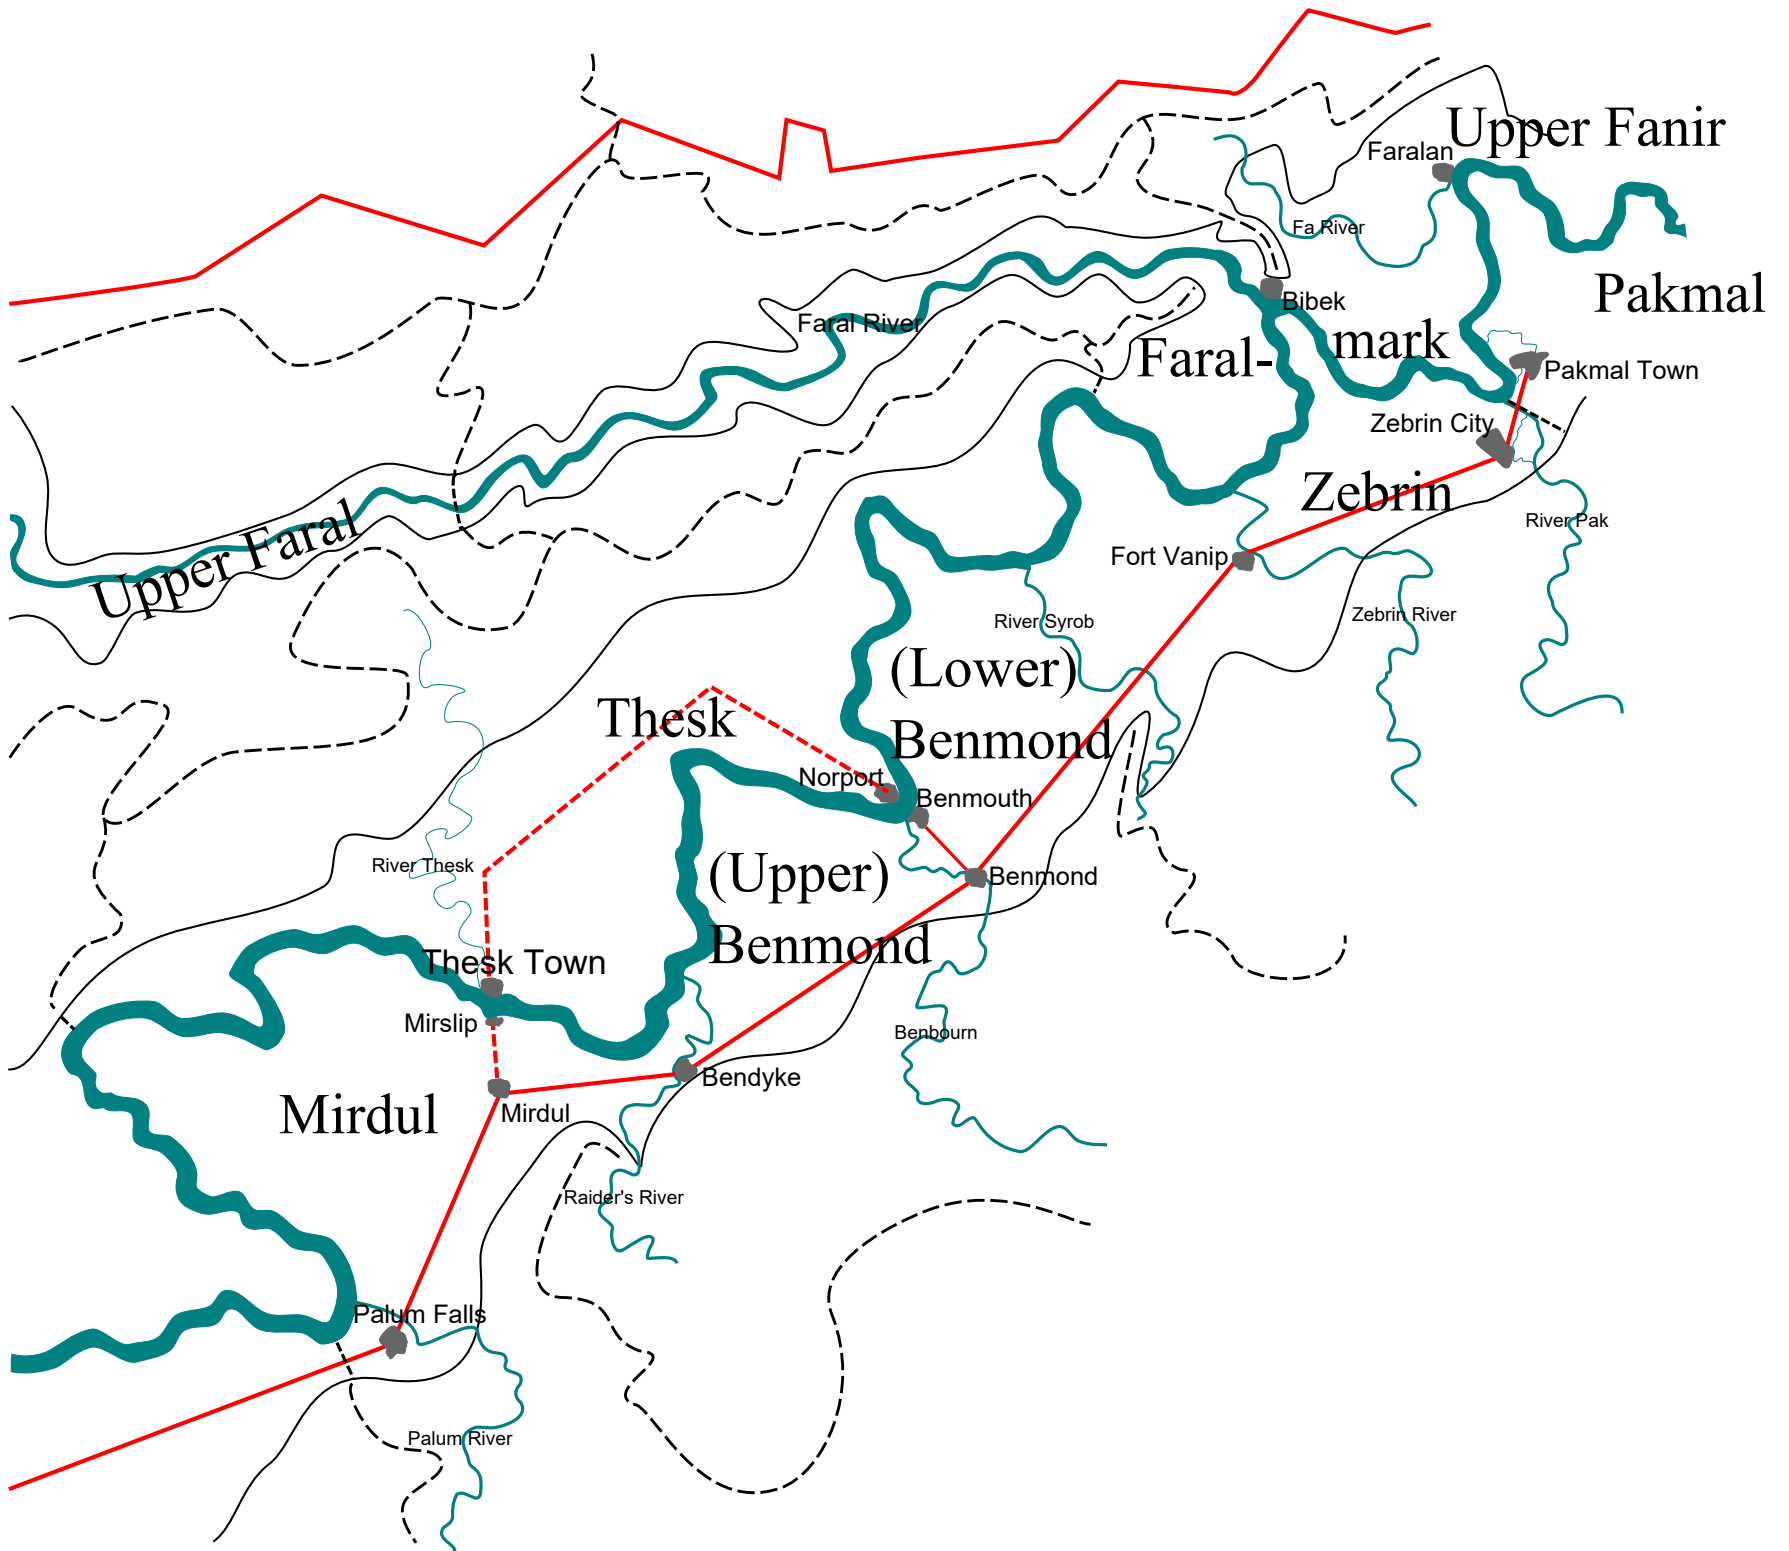 Upper Fanir
Faralan
Fa River
Pakmal
Bibek
Faral River
Faral-
mark
Pakmal Town
Zebrin City
Zebrin
River Pak
Upper Faral
Fort Vanip
Zebrin River
River Syrob
(Lower)
Benmond
Thesk
Norport
Benmouth
River Thesk
(Upper)
Benmond
Benmond
Thesk Town
Mirslip
Benbourn
Bendyke
Mirdul
Mirdul
Raider's River
Palum Falls
Palum River